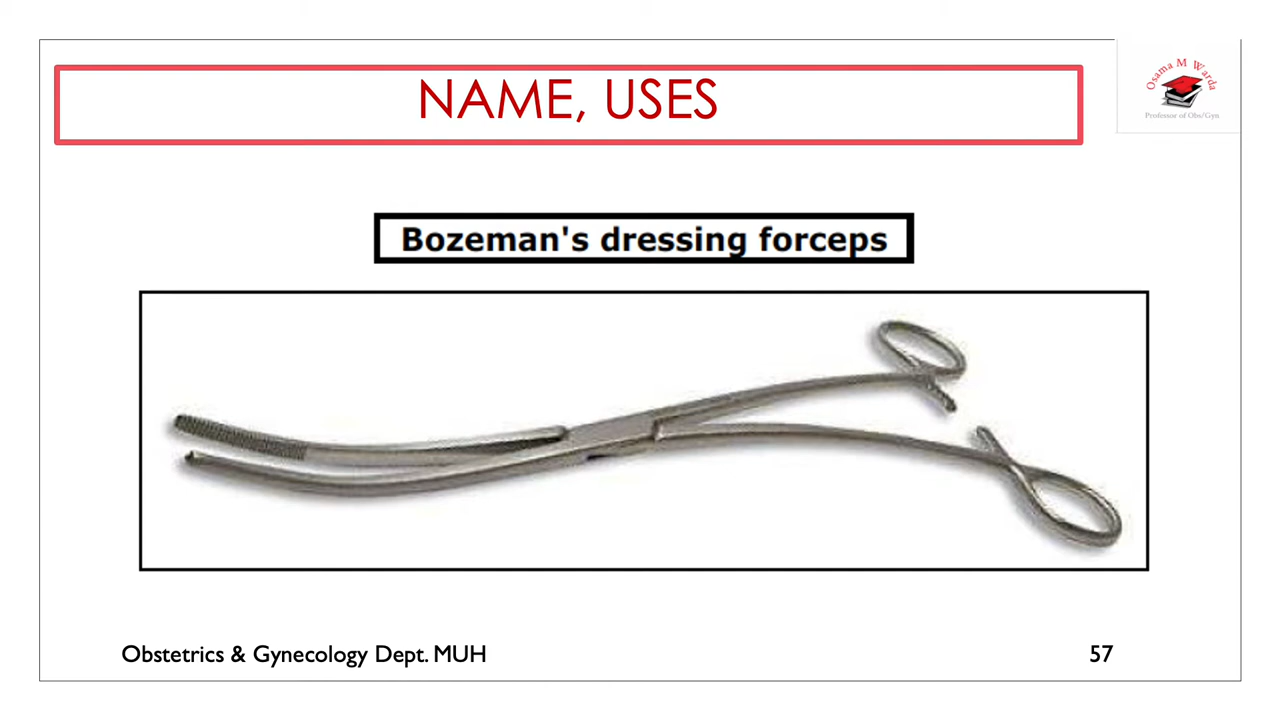 NAME, USES
Osama M Warda
Professor of Obs/Gyn
Bozeman's dressing forceps
Obstetrics & Gynecology Dept. MUH
57